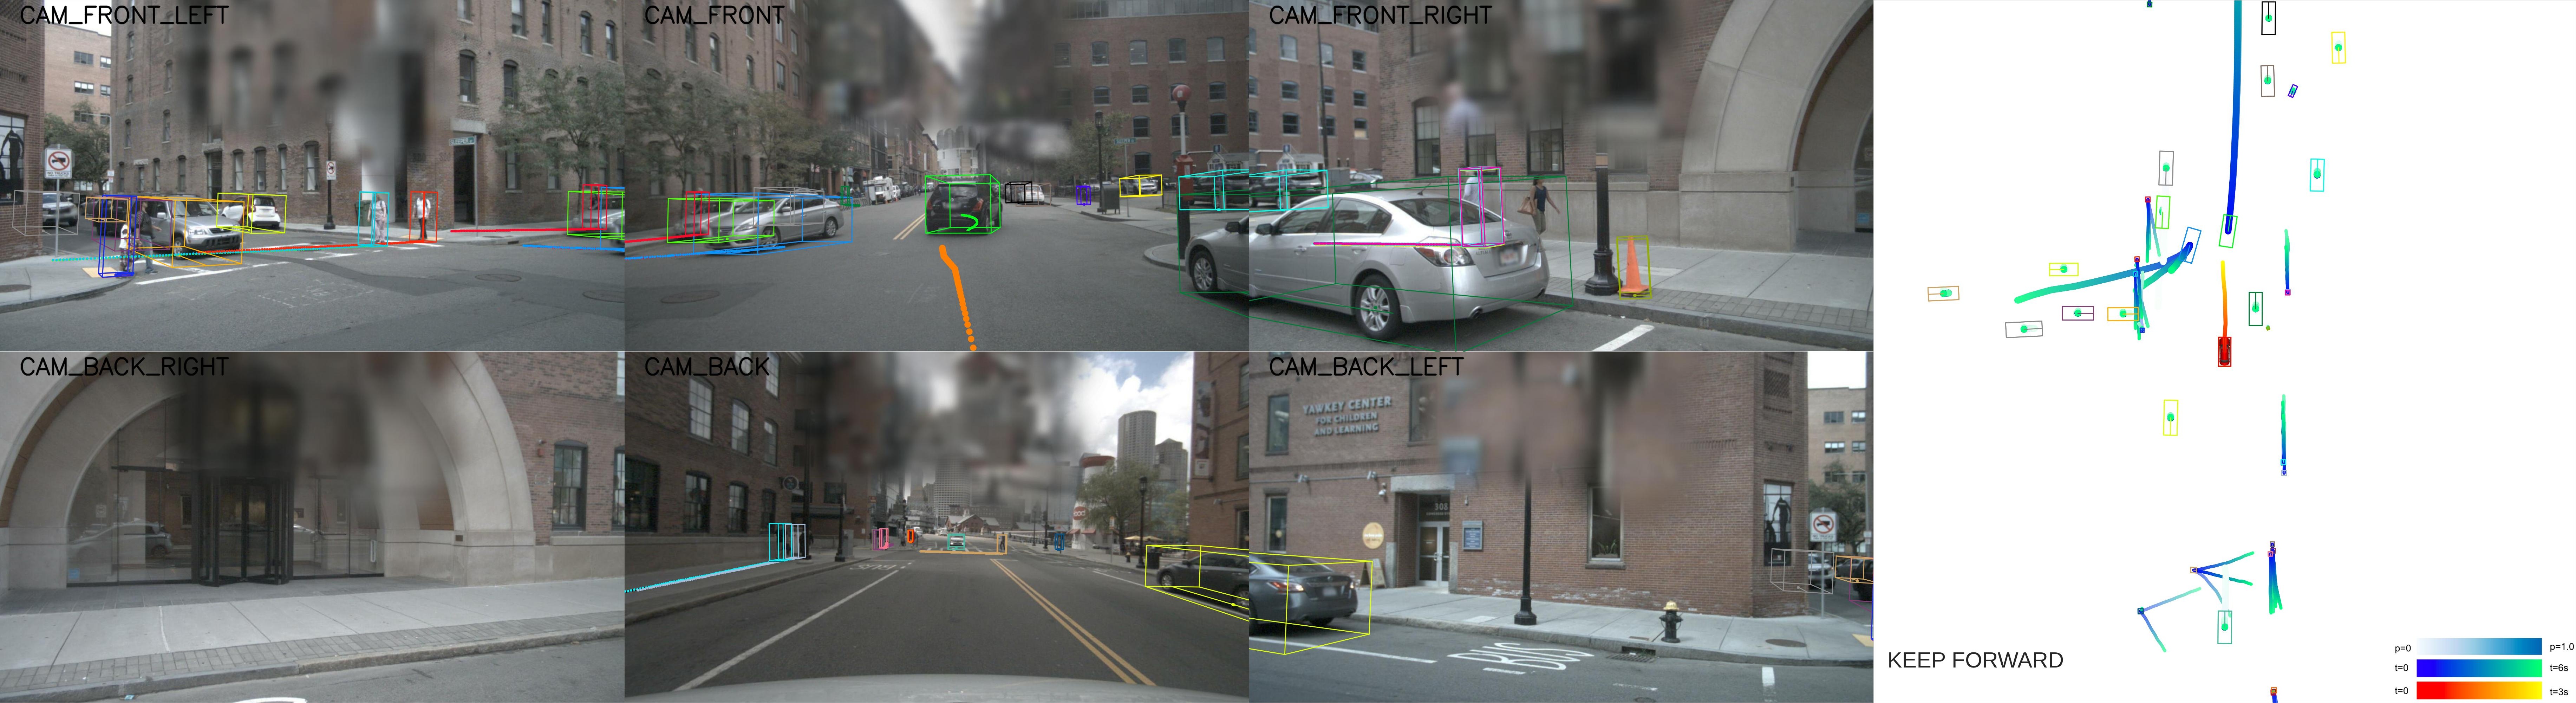 CAM_FRONT_LEFT
CAM_FRONT
CAM_FRONT_RIGHT
CAM_BACK_RIGHT
CAM_BACK
CAM_BACK_LEFT
YAWKEY CENTER
FOR CHILDREN
AND LEARNING
303
BUS
KEEP FORWARD
p=0
p=1.0
t=0
t=6s
t=0
t=3s